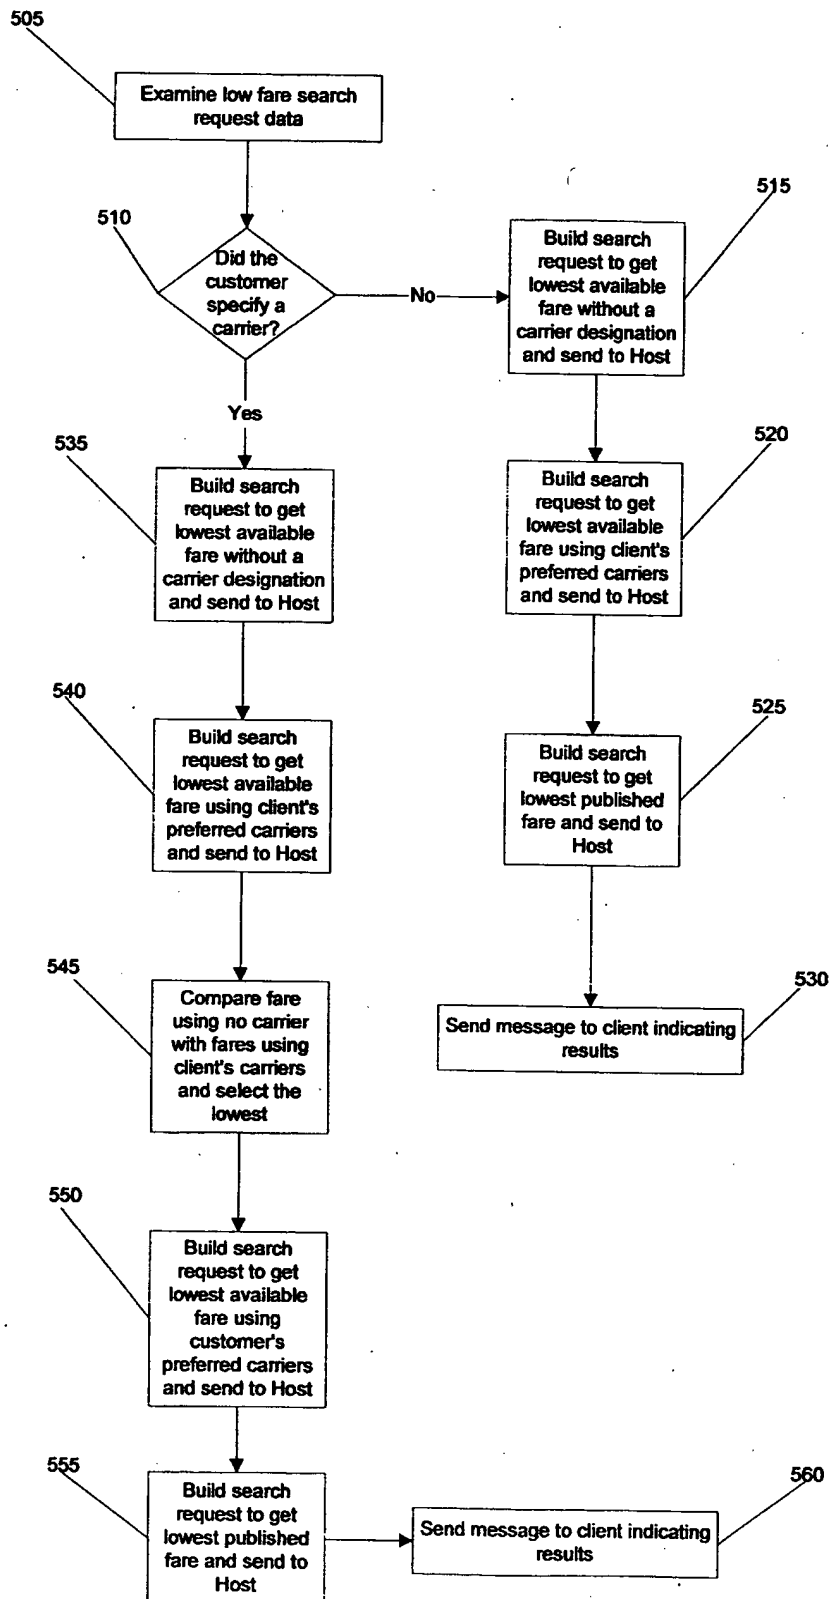 505
Examine low fare search
request data
510
Did the
customer
specify a
carrier?
No
515
Build search
request to get
lowest available
fare without a
carrier designation
and send to Host
Yes
535
Build search
request to get
lowest available
fare without a
carrier designation
and send to Host
520
Build search
request to get
lowest available
fare using client's
preferred carriers
and send to Host
540
Build search
request to get
lowest available
fare using client's
preferred carriers
and send to Host
525
Build search
request to get
lowest published
fare and send to
Host
545
Compare fare
using no carrier
with fares using
client's carriers
and select the
lowest
530
Send message to client indicating
results
550
Build search
request to get
lowest available
fare using
customer's
preferred carriers
and send to Host
555
Build search
request to get
lowest published
fare and send to
Host
560
Send message to client indicating
results